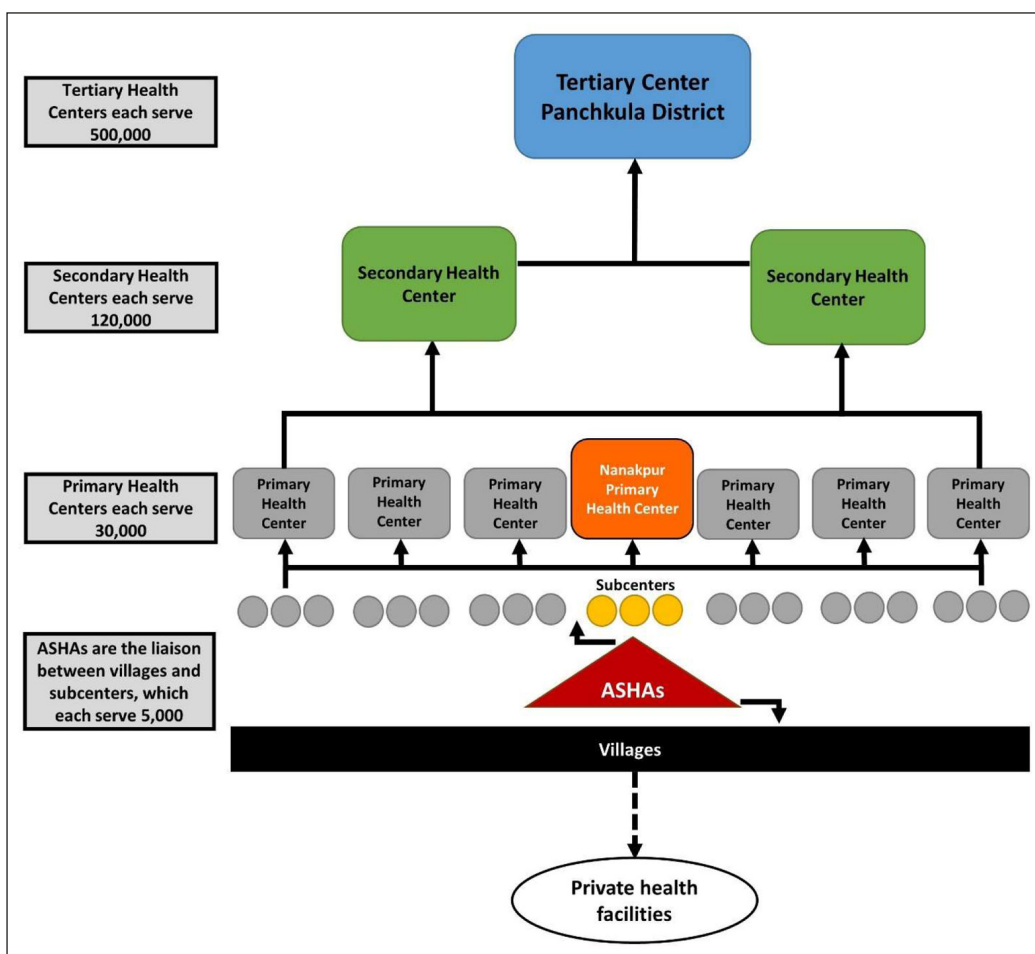 Tertiary Health
Centers each serve
500,000
Tertiary Center
Panchkula District
Secondary Health
Centers each serve
120,000
Secondary Health
Center
Secondary Health
Center
Primary Health
Centers each serve
30,000
Primary
Health
Center
Primary
Health
Center
Primary
Health
Center
Nanakpur
Primary
Health Center
Primary
Health
Center
Primary
Health
Center
Primary
Health
Center
Subcenters
ASHAs are the liaison
between villages and
subcenters, which
each serve 5,000
ASHAs
Villages
Private health
facilities